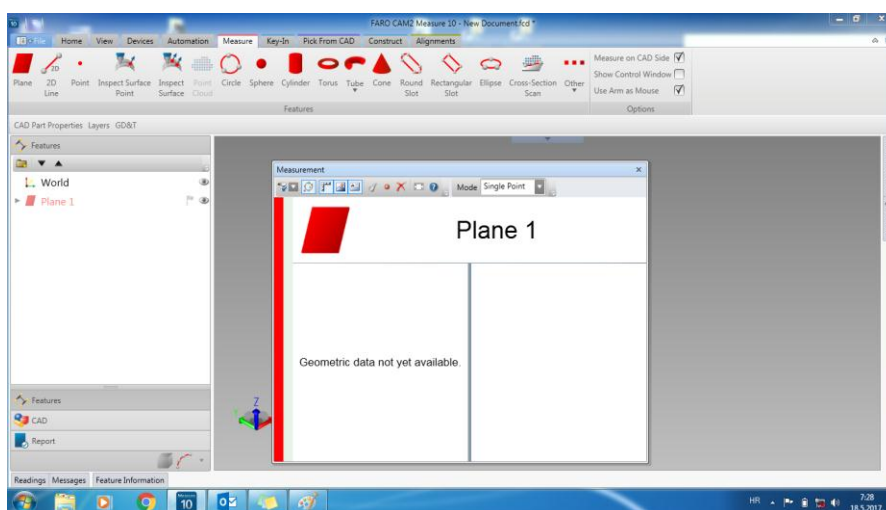 FARO CAM2 Measure 10 - New Document.fcd *
File Home View Devices Automation Measure Key-In Pick From CAD Construct Alignments
Plane 2D Line Point Inspect Surface Point Inspect Surface Point Cloud Circle Sphere Cylinder Torus Tube Cone Round Slot Rectangular Slot Ellipse Cross-Section Scan Other
2D
Measure on CAD Side
Show Control Window
Use Arm as Mouse
Features Options
CAD Part Properties Layers GD&T
Features
World
Plane 1
Measurement
Mode Single Point
Plane 1
Geometric data not yet available.
Z
Features
CAD
Report
Readings Messages Feature Information
10
HR 7:28
18.5.2017